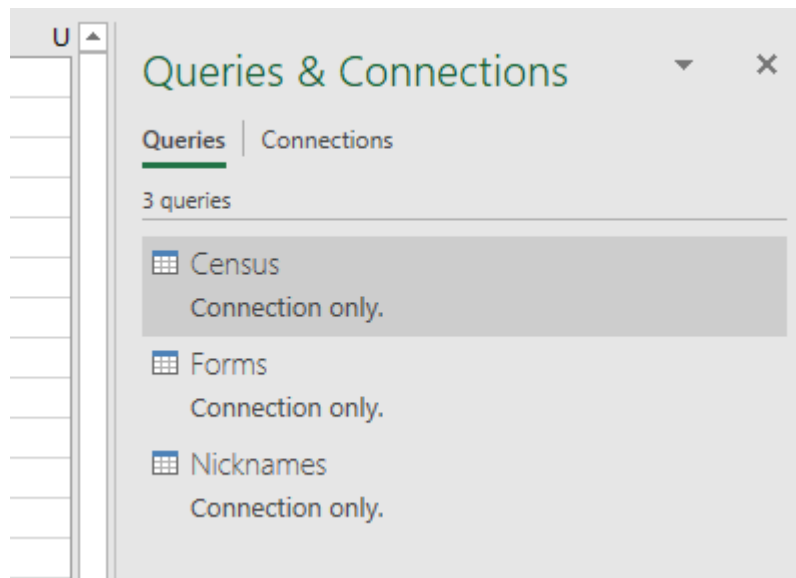 U
Queries & Connections
Queries Connections
3 queries
Census
Connection only.
Forms
Connection only.
Nicknames
Connection only.